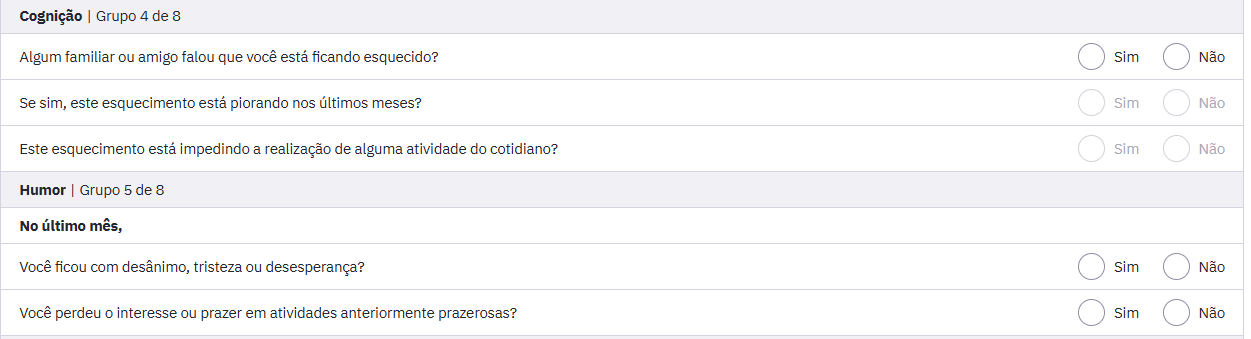 Cognição | Grupo 4 de 8
Algum familiar ou amigo falou que você está ficando esquecido? Sim Não
Se sim, este esquecimento está piorando nos últimos meses? Sim Não
Este esquecimento está impedindo a realização de alguma atividade do cotidiano? Sim Não
Humor | Grupo 5 de 8
No último mês,
Você ficou com desânimo, tristeza ou desesperança? Sim Não
Você perdeu o interesse ou prazer em atividades anteriormente prazerosas? Sim Não